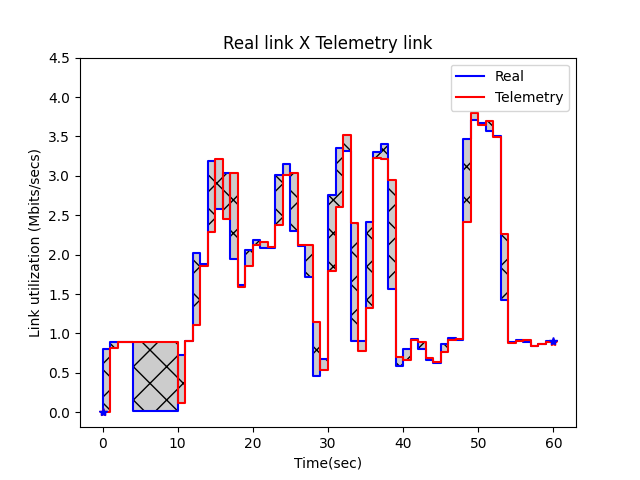 Real link X Telemetry link
Real
Telemetry
Link utilization (Mbits/secs)
4.5
4.0
3.5
3.0
2.5
2.0
1.5
1.0
0.5
0.0
0 10 20 30 40 50 60
Time(sec)